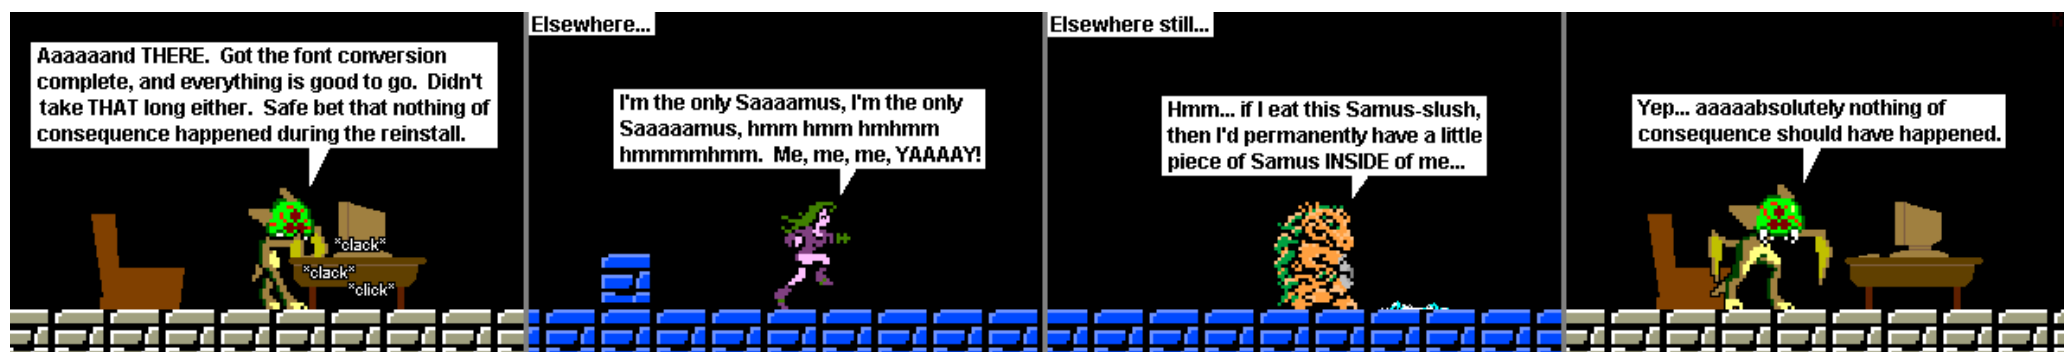 Aaaaaand THERE.  Got the font conversion
complete, and everything is good to go.  Didn't
take THAT long either.  Safe bet that nothing of
consequence happened during the reinstall.
*clack*
*clack*
*click*
Elsewhere...
I'm the only Saaaamus, I'm the only
Saaaaamus, hmm hmm hmhmm
hmmmmhmm.  Me, me, me, YAAAAY!
Elsewhere still...
Hmm... if I eat this Samus-slush,
then I'd permanently have a little
piece of Samus INSIDE of me...
Yep... aaaaabsolutely nothing of
consequence should have happened.